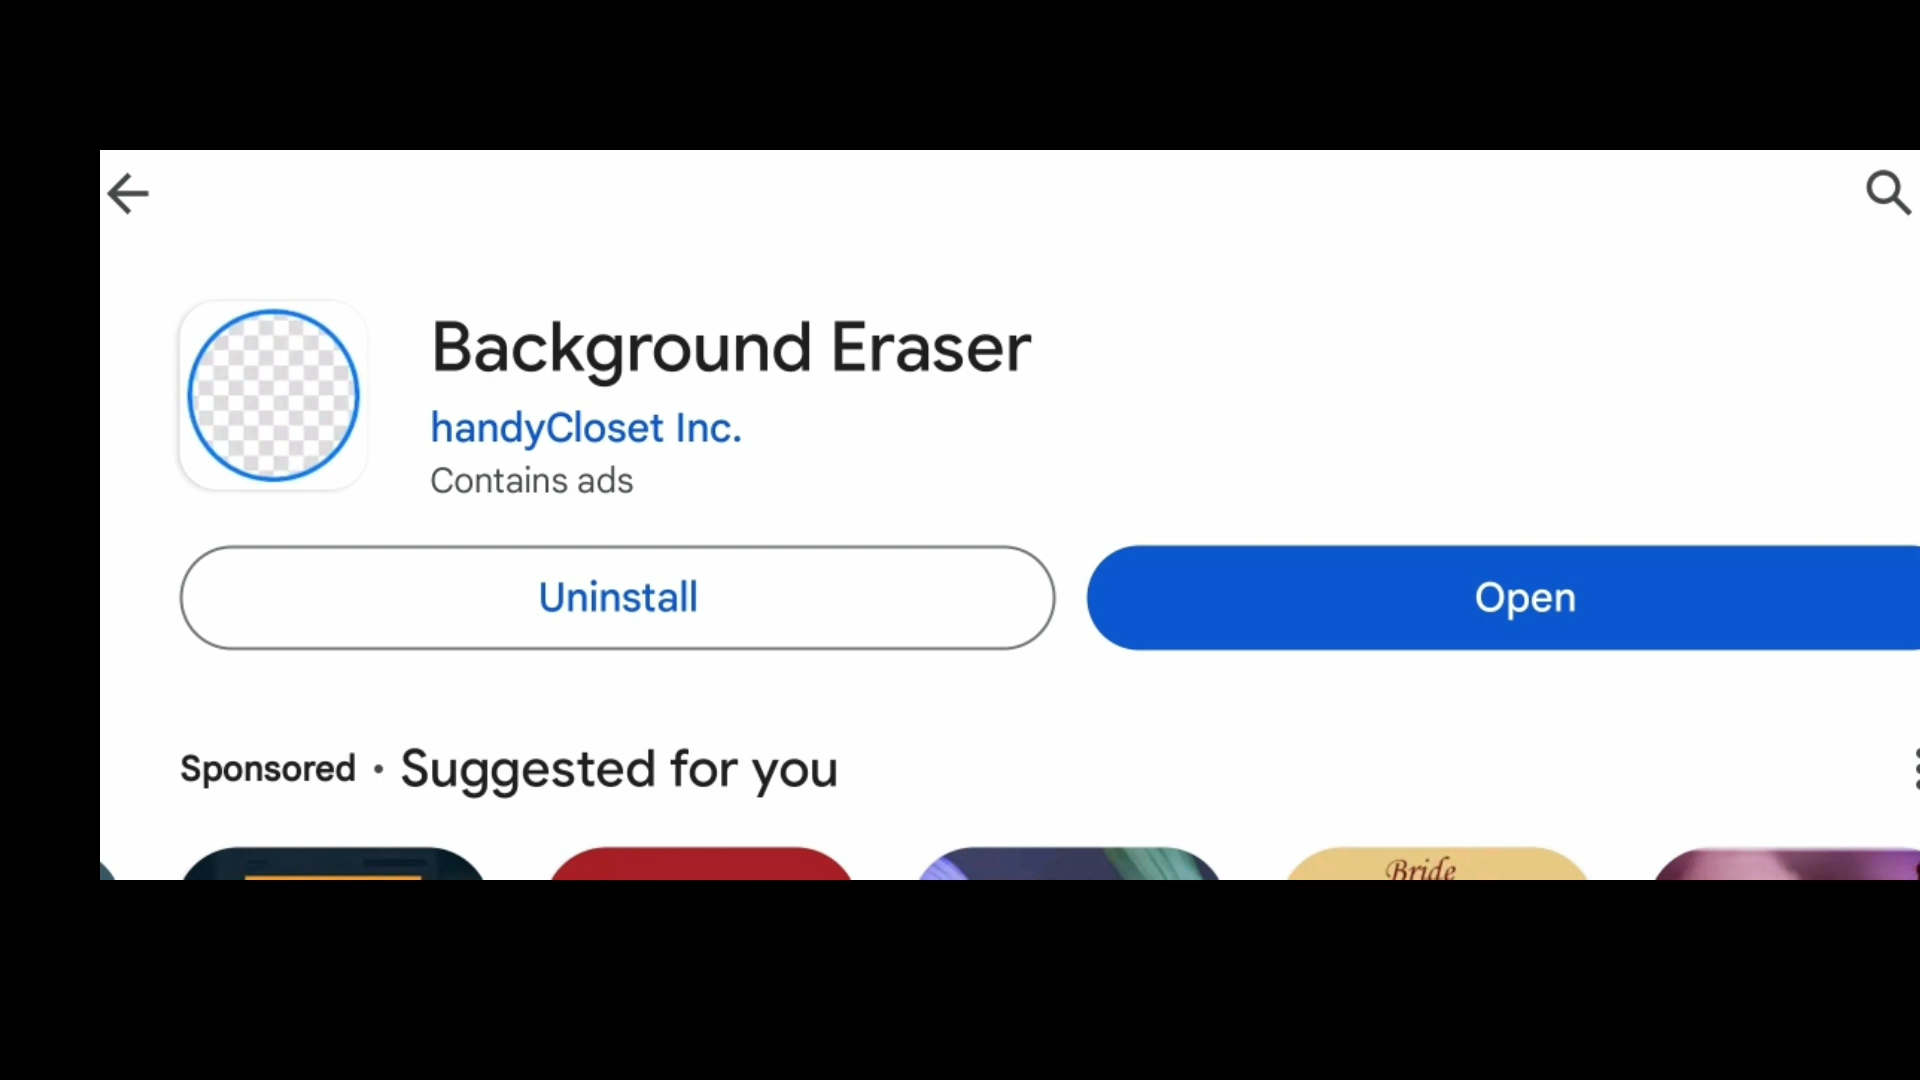 Background Eraser
handyCloset Inc.
Contains ads
Uninstall
Open
Sponsored • Suggested for you
Bride